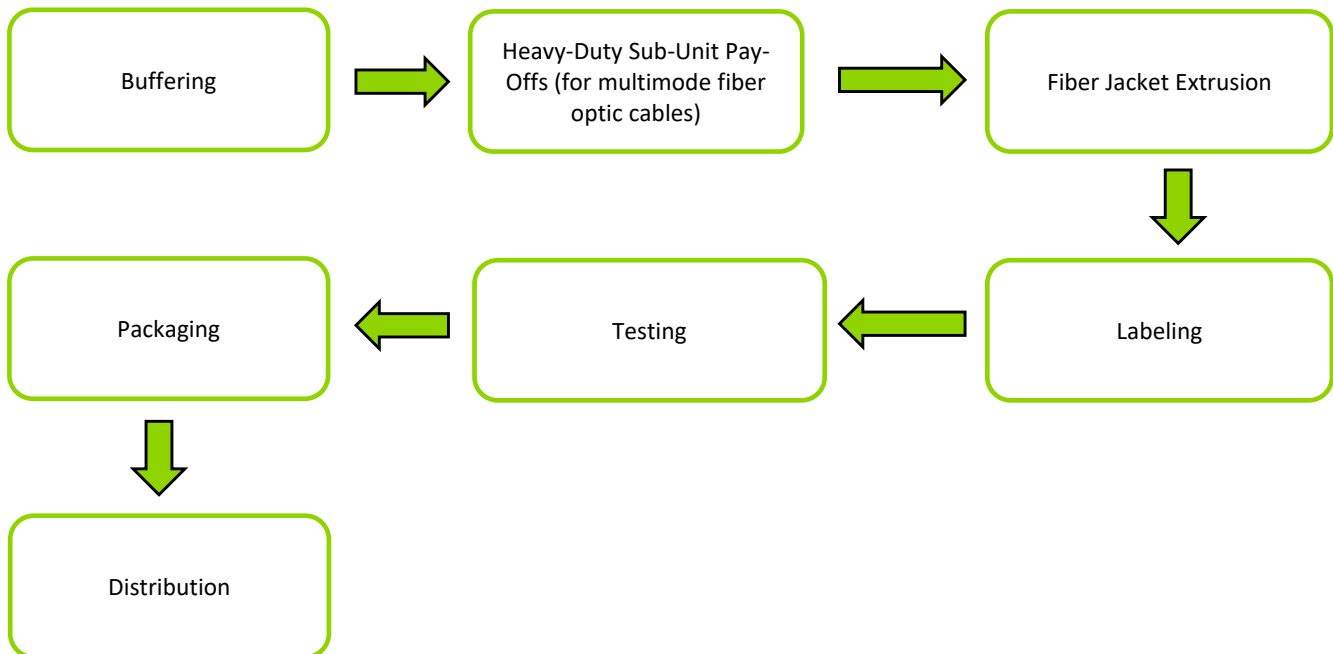 Buffering
Heavy-Duty Sub-Unit Pay-
Offs (for multimode fiber
optic cables)
Fiber Jacket Extrusion
Packaging
Testing
Labeling
Distribution